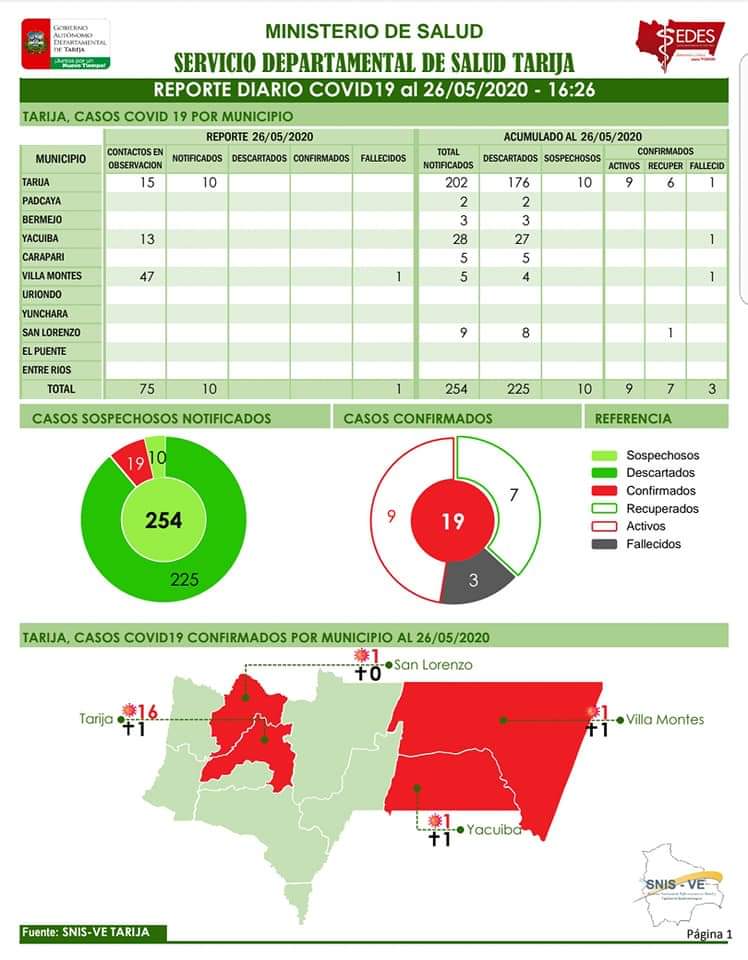 GOBIERNO
AUTÓNOMO
DEPARTAMENTAL
DE TARIJA
¡Juntos por un
Nuevo Tiempo!
MINISTERIO DE SALUD
SERVICIO DEPARTAMENTAL DE SALUD TARIJA
SEDES
REPORTE DIARIO COVID19 al 26/05/2020 - 16:26
TARIJA, CASOS COVID 19 POR MUNICIPIO
MUNICIPIO REPORTE 26/05/2020 ACUMULADO AL 26/05/2020
CONTACTOS EN OBSERVACION NOTIFICADOS DESCARTADOS CONFIRMADOS FALLECIDOS TOTAL NOTIFICADOS DESCARTADOS SOSPECHOSOS CONFIRMADOS
ACTIVOS RECUPER FALLECID
TARIJA 15 10 202 176 10 9 6 1
PADCAYA 2 2
BERMEJO 3 3
YACUIBA 13 28 27 1
CARAPARI 5 5
VILLA MONTES 47 1 5 4 1
URIONDO
YUNCHARA
SAN LORENZO 9 8 1
EL PUENTE
ENTRE RIOS
TOTAL 75 10 1 254 225 10 9 7 3
CASOS SOSPECHOSOS NOTIFICADOS
19
10
254
225
CASOS CONFIRMADOS
9
7
19
3
REFERENCIA
Sospechosos
Descartados
Confirmados
Recuperados
Activos
Fallecidos
TARIJA, CASOS COVID19 CONFIRMADOS POR MUNICIPIO AL 26/05/2020
1
0
San Lorenzo
Tarija
16
1
1
1
Villa Montes
1
1
Yacuiba
SNIS - VE
Fuente: SNIS-VE TARIJA
Página 1